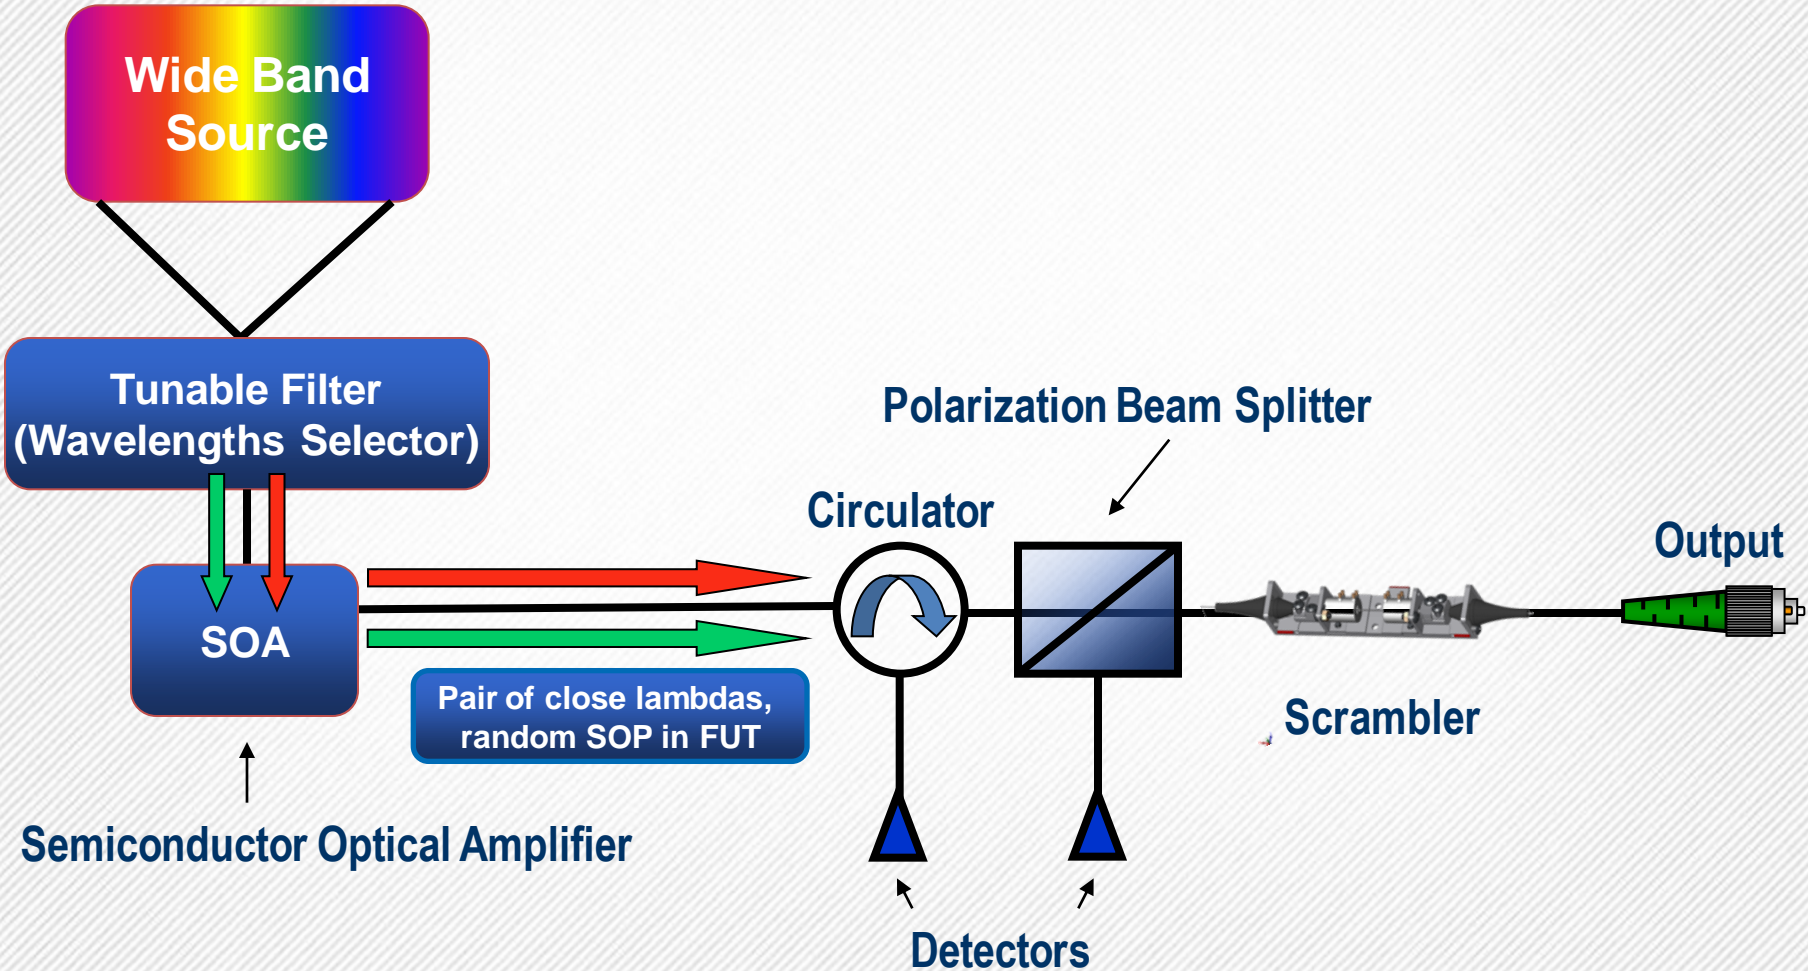 Wide Band
Source
Tunable Filter
(Wavelengths Selector)
Polarization Beam Splitter
Circulator
Output
SOA
Pair of close lambdas,
random SOP in FUT
Scrambler
Semiconductor Optical Amplifier
Detectors